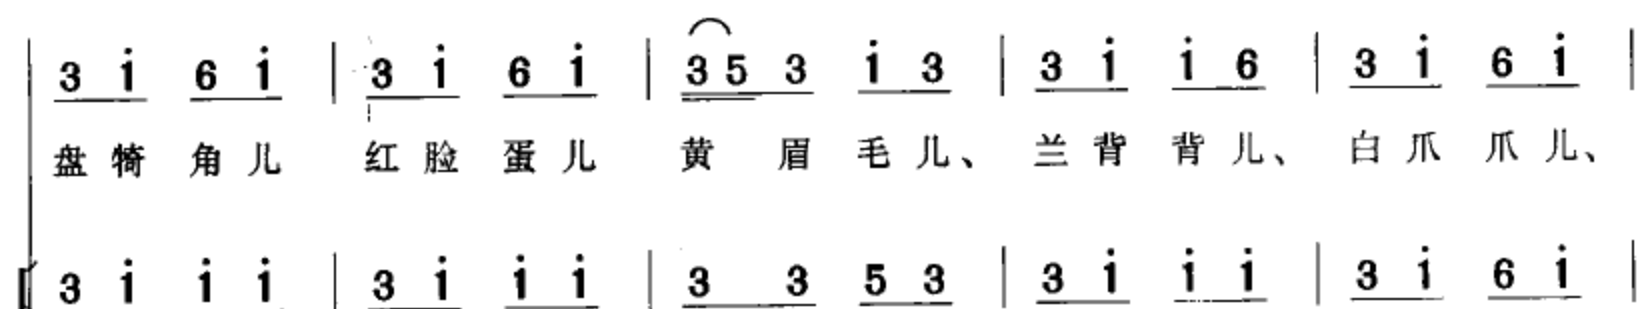 3 i 6 i | 3 i 6 i | 3 5 3 i 3 | 3 i i 6 | 3 i 6 i |
盘犄角儿 红脸蛋儿 黄眉毛儿、兰背背儿、白爪爪儿、
3 i i i | 3 i i i | 3 3 5 3 | 3 i i i | 3 i 6 i |